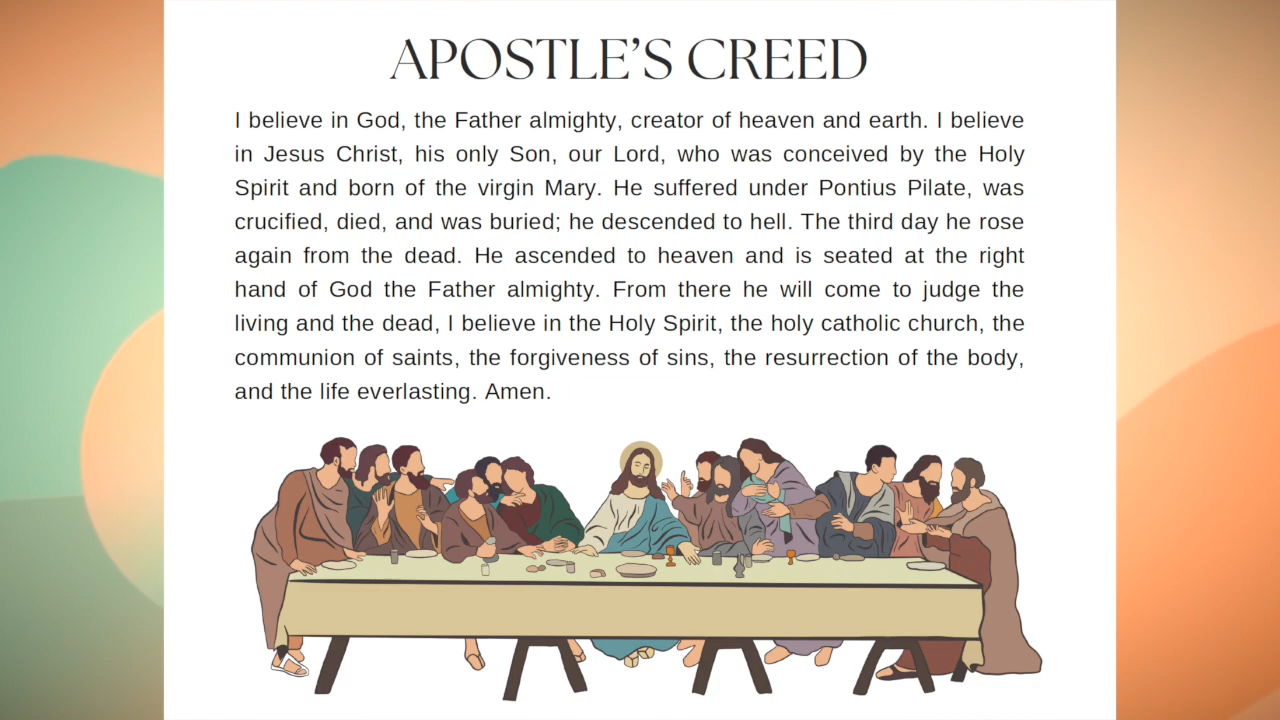 APOSTLE’S CREED
I believe in God, the Father almighty, creator of heaven and earth. I believe
in Jesus Christ, his only Son, our Lord, who was conceived by the Holy
Spirit and born of the virgin Mary. He suffered under Pontius Pilate, was
crucified, died, and was buried; he descended to hell. The third day he rose
again from the dead. He ascended to heaven and is seated at the right
hand of God the Father almighty. From there he will come to judge the
living and the dead, I believe in the Holy Spirit, the holy catholic church, the
communion of saints, the forgiveness of sins, the resurrection of the body,
and the life everlasting. Amen.